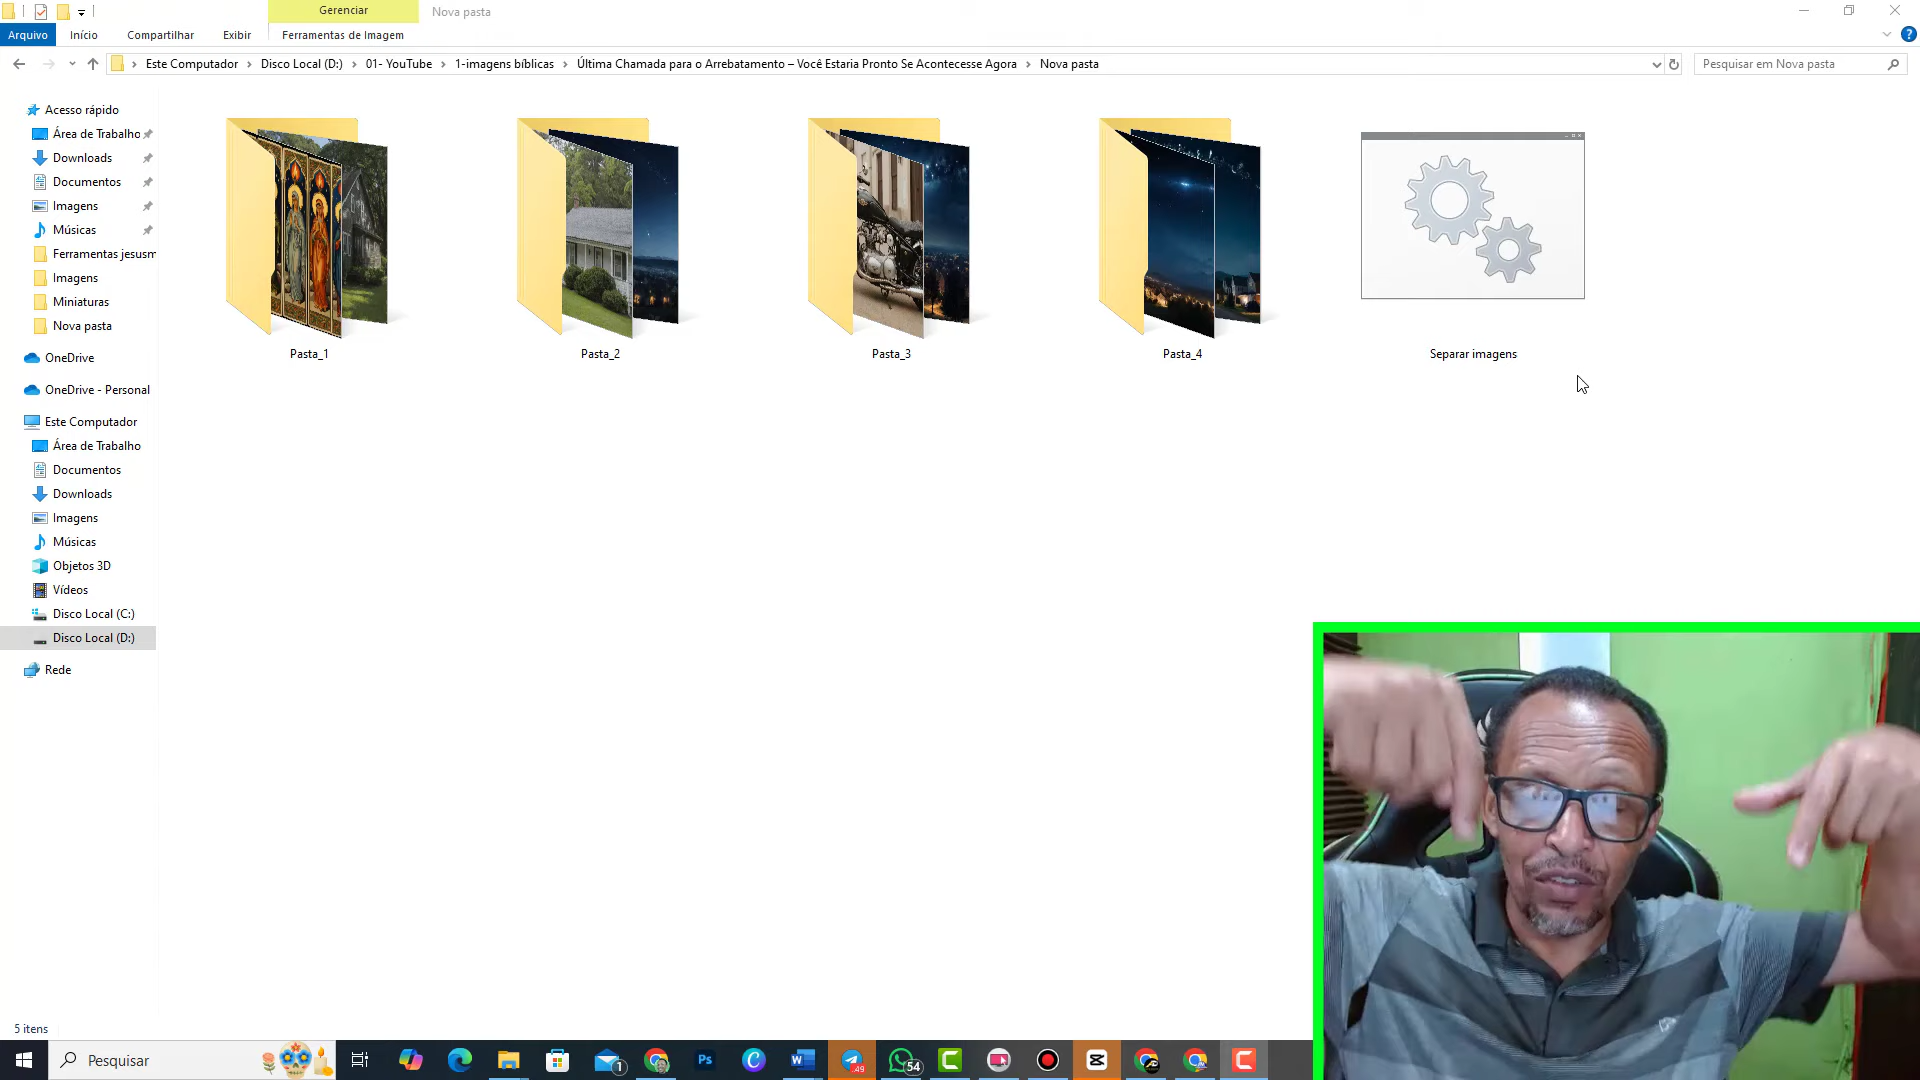 Gerenciar
Nova pasta
Arquivo
Início
Compartilhar
Exibir
Ferramentas de Imagem
Este Computador
Disco Local (D:)
01- YouTube
1-imagens bíblicas
Última Chamada para o Arrebatamento – Você Estaria Pronto Se Acontecesse Agora
Nova pasta
Pesquisar em Nova pasta
Acesso rápido
Área de Trabalho
Downloads
Documentos
Imagens
Músicas
Ferramentas jesusm
Imagens
Miniaturas
Nova pasta
OneDrive
OneDrive - Personal
Este Computador
Área de Trabalho
Documentos
Downloads
Imagens
Músicas
Objetos 3D
Vídeos
Disco Local (C:)
Disco Local (D:)
Rede
Pasta_1
Pasta_2
Pasta_3
Pasta_4
Separar imagens
5 itens
Pesquisar
1
Ps
W
49
54